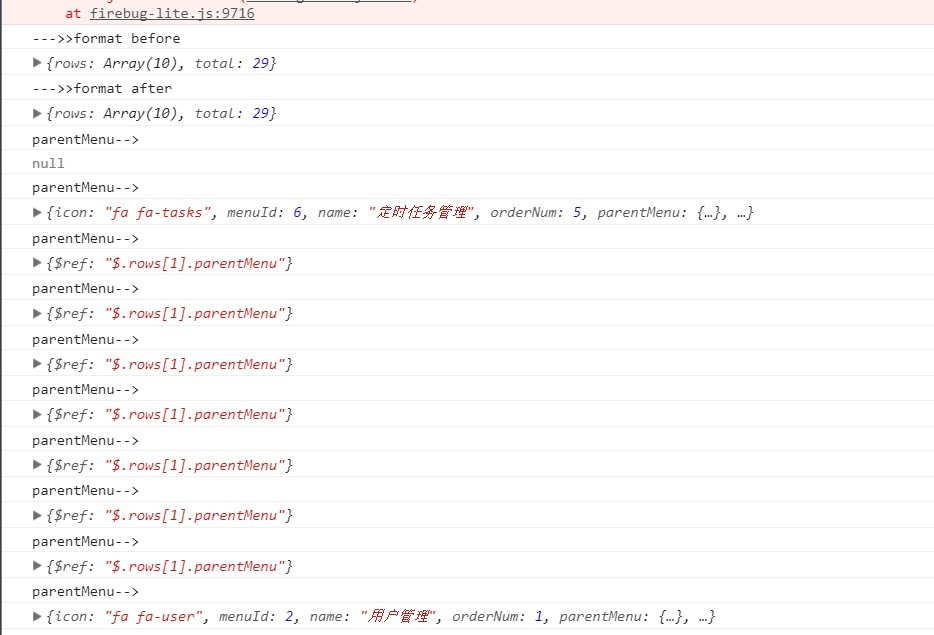 at firebug-lite.js:9716
--->>format before
▶{rows: Array(10), total: 29}
--->>format after
▶{rows: Array(10), total: 29}
parentMenu-->
null
parentMenu-->
▶{icon: "fa fa-tasks", menuId: 6, name: "定时任务管理", orderNum: 5, parentMenu: {…}, …}
parentMenu-->
▶{$ref: "$.rows[1].parentMenu"}
parentMenu-->
▶{$ref: "$.rows[1].parentMenu"}
parentMenu-->
▶{$ref: "$.rows[1].parentMenu"}
parentMenu-->
▶{$ref: "$.rows[1].parentMenu"}
parentMenu-->
▶{$ref: "$.rows[1].parentMenu"}
parentMenu-->
▶{$ref: "$.rows[1].parentMenu"}
parentMenu-->
▶{$ref: "$.rows[1].parentMenu"}
parentMenu-->
▶{icon: "fa fa-user", menuId: 2, name: "用户管理", orderNum: 1, parentMenu: {…}, …}